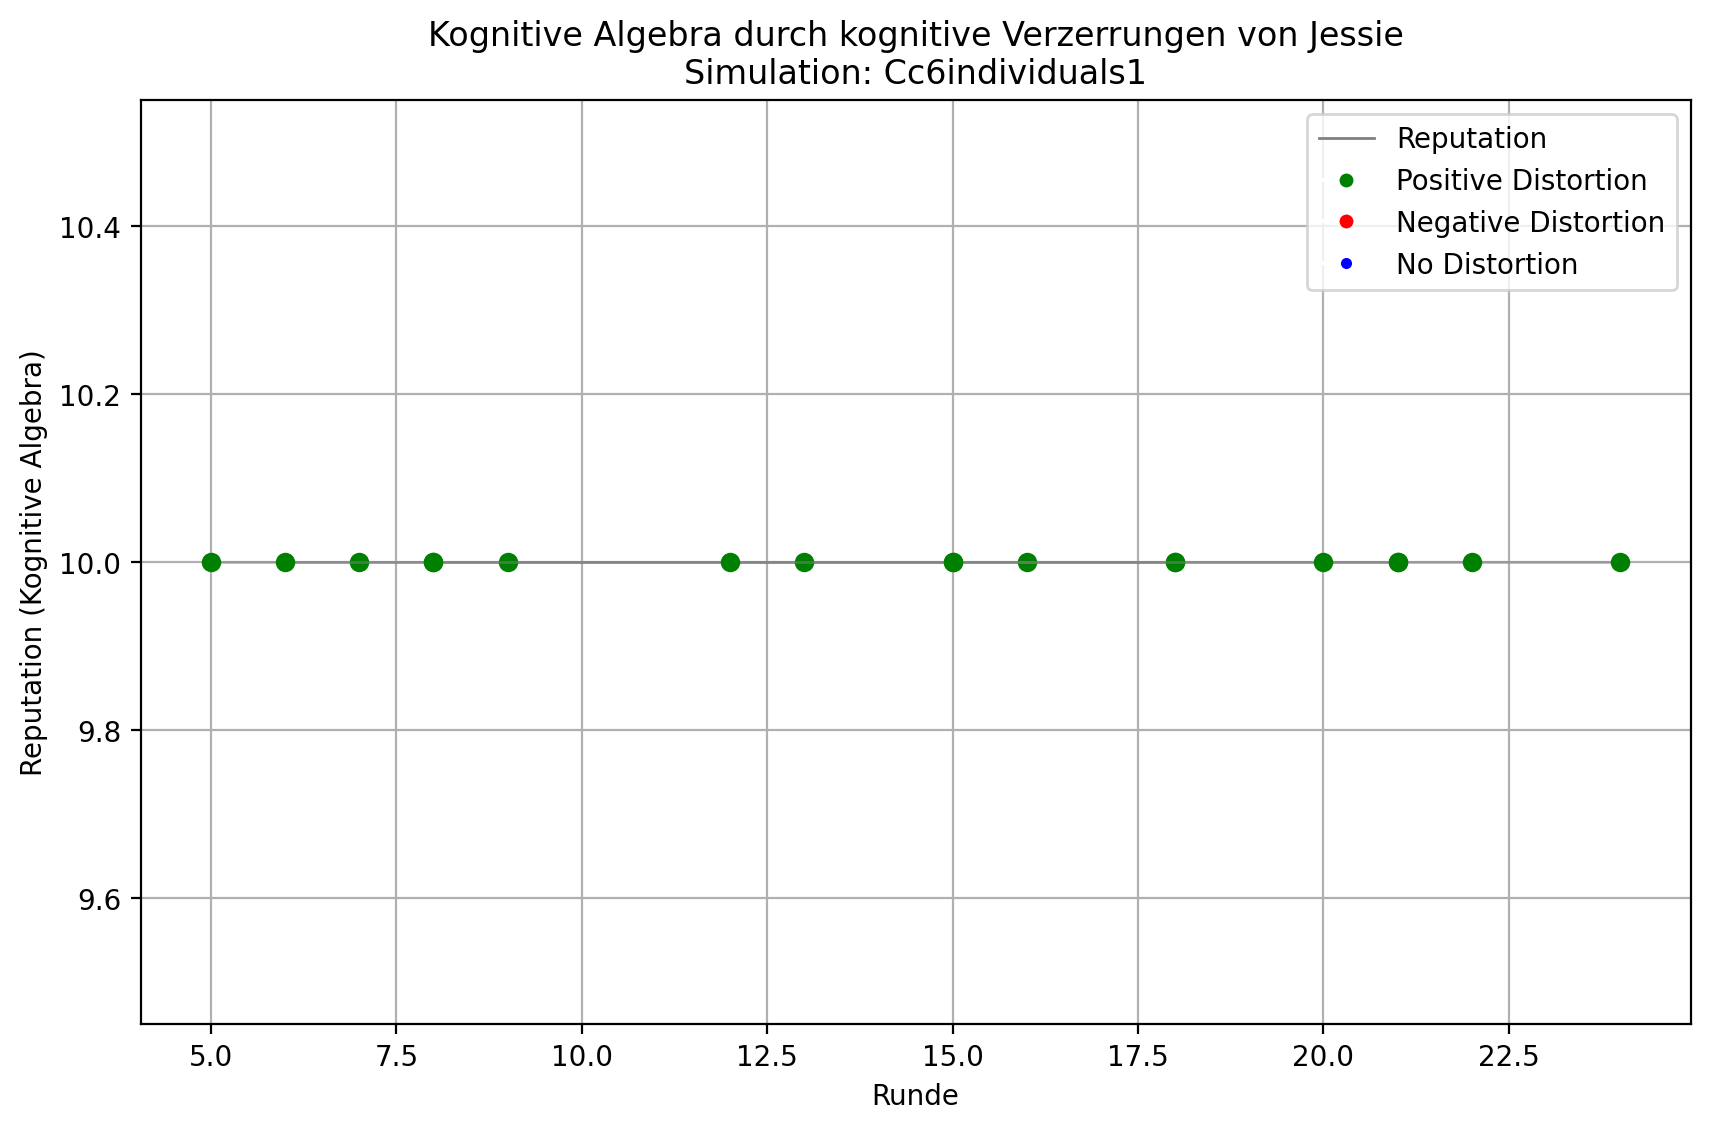 Kognitive Algebra durch kognitive Verzerrungen von Jessie
Simulation: Cc6individuals1
Reputation
Positive Distortion
Negative Distortion
No Distortion
Reputation (Kognitive Algebra)
10.4
10.2
10.0
9.8
9.6
5.0 7.5 10.0 12.5 15.0 17.5 20.0 22.5
Runde